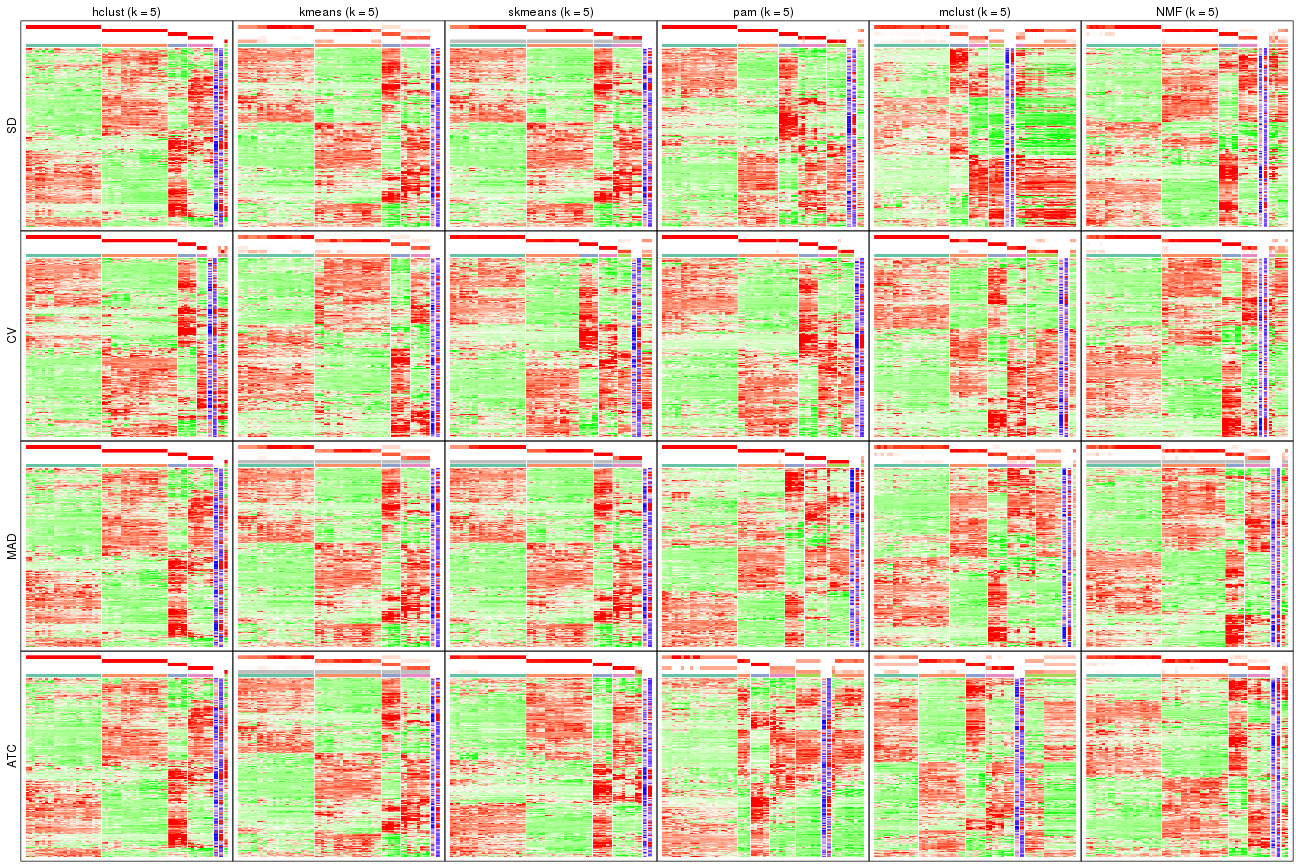 hclust (k = 5)
kmeans (k = 5)
skmeans (k = 5)
pam (k = 5)
mclust (k = 5)
NMF (k = 5)
SD
CV
MAD
ATC